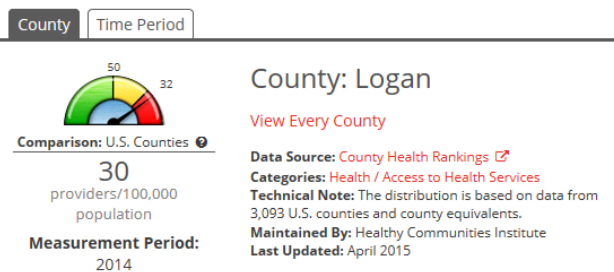 County
Time Period
50
32
Comparison: U.S. Counties ?
30
providers/100,000
population
Measurement Period:
2014
County: Logan
View Every County
Data Source: County Health Rankings
Categories: Health / Access to Health Services
Technical Note: The distribution is based on data from
3,093 U.S. counties and county equivalents.
Maintained By: Healthy Communities Institute
Last Updated: April 2015